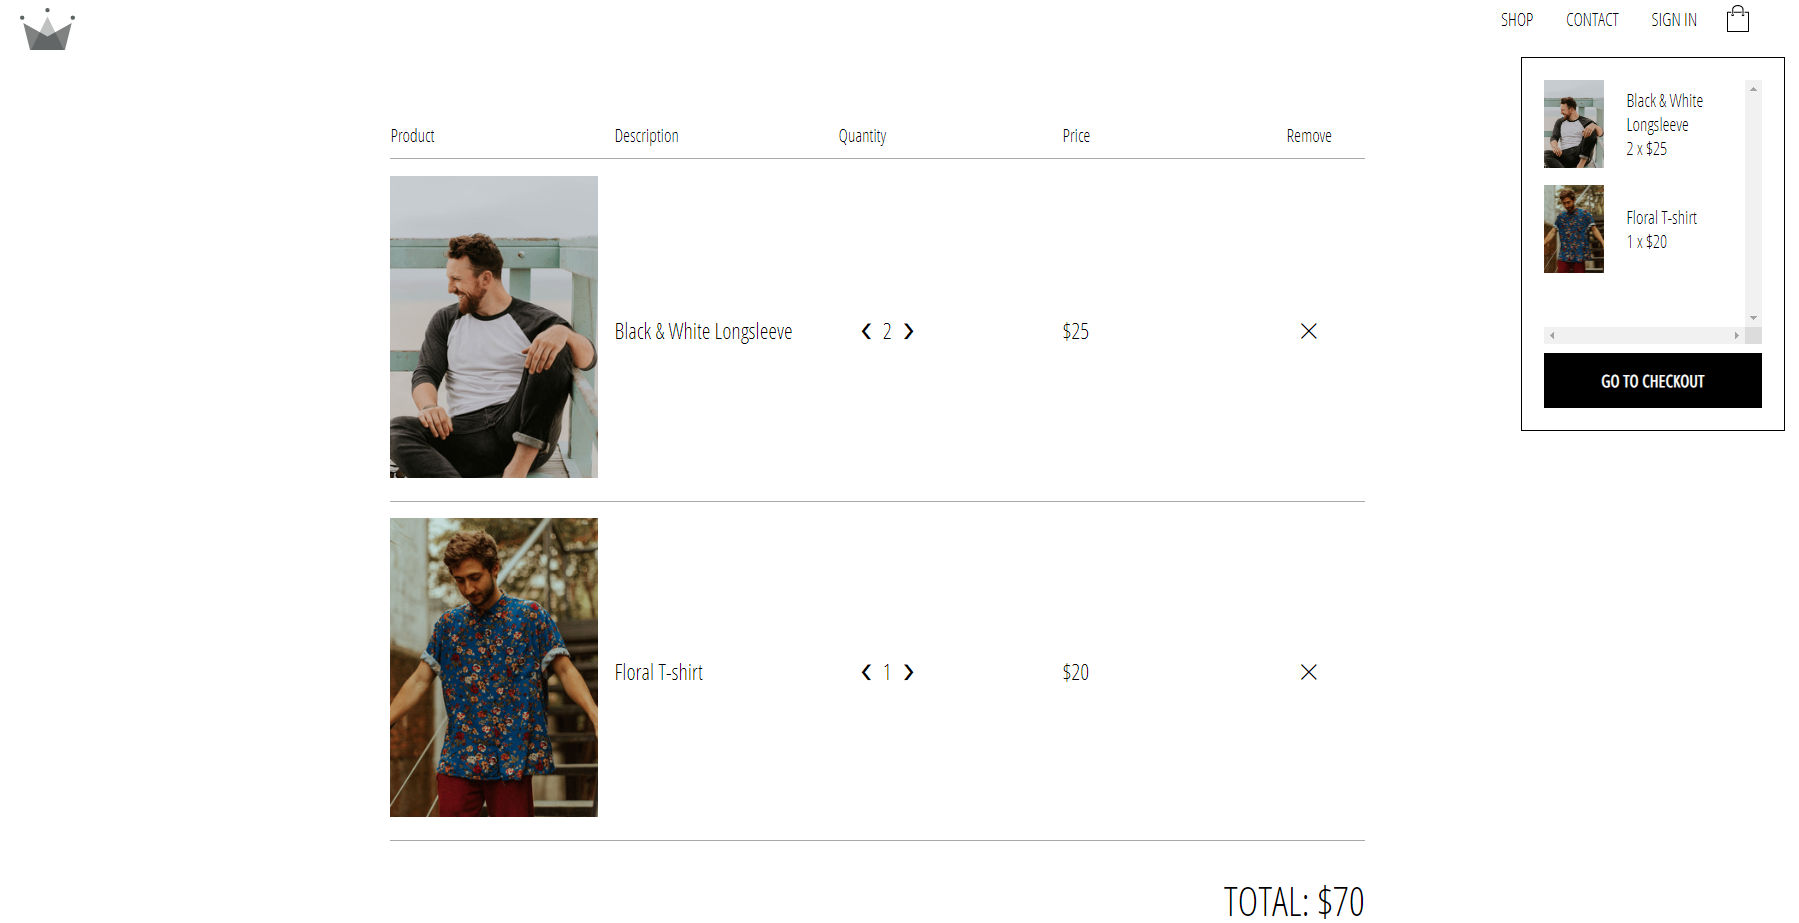 SHOP CONTACT SIGN IN
Product Description Quantity Price Remove
Black & White Longsleeve ❮ 2 ❯ $25
Floral T-shirt ❮ 1 ❯ $20
TOTAL: $70
Black & White
Longsleeve
2 x $25
Floral T-shirt
1 x $20
GO TO CHECKOUT